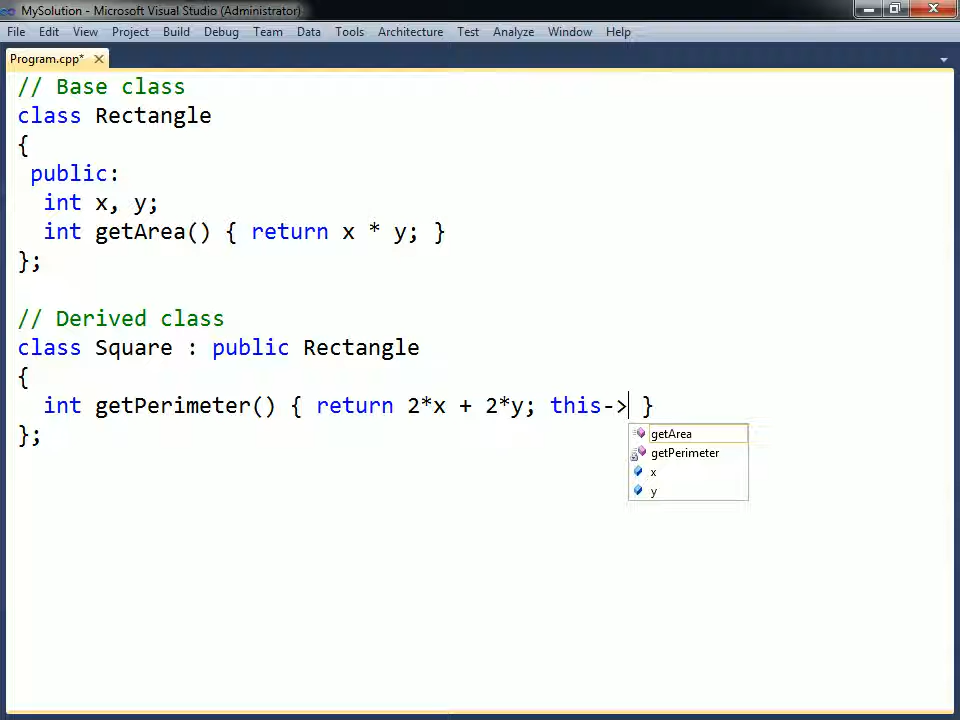 MySolution - Microsoft Visual Studio (Administrator)
File Edit View Project Build Debug Team Data Tools Architecture Test Analyze Window Help
Program.cpp*
// Base class
class Rectangle
{
public:
int x, y;
int getArea() { return x * y; }
};
// Derived class
class Square : public Rectangle
{
int getPerimeter() { return 2*x + 2*y; this-> }
getArea
getPerimeter
x
y
};